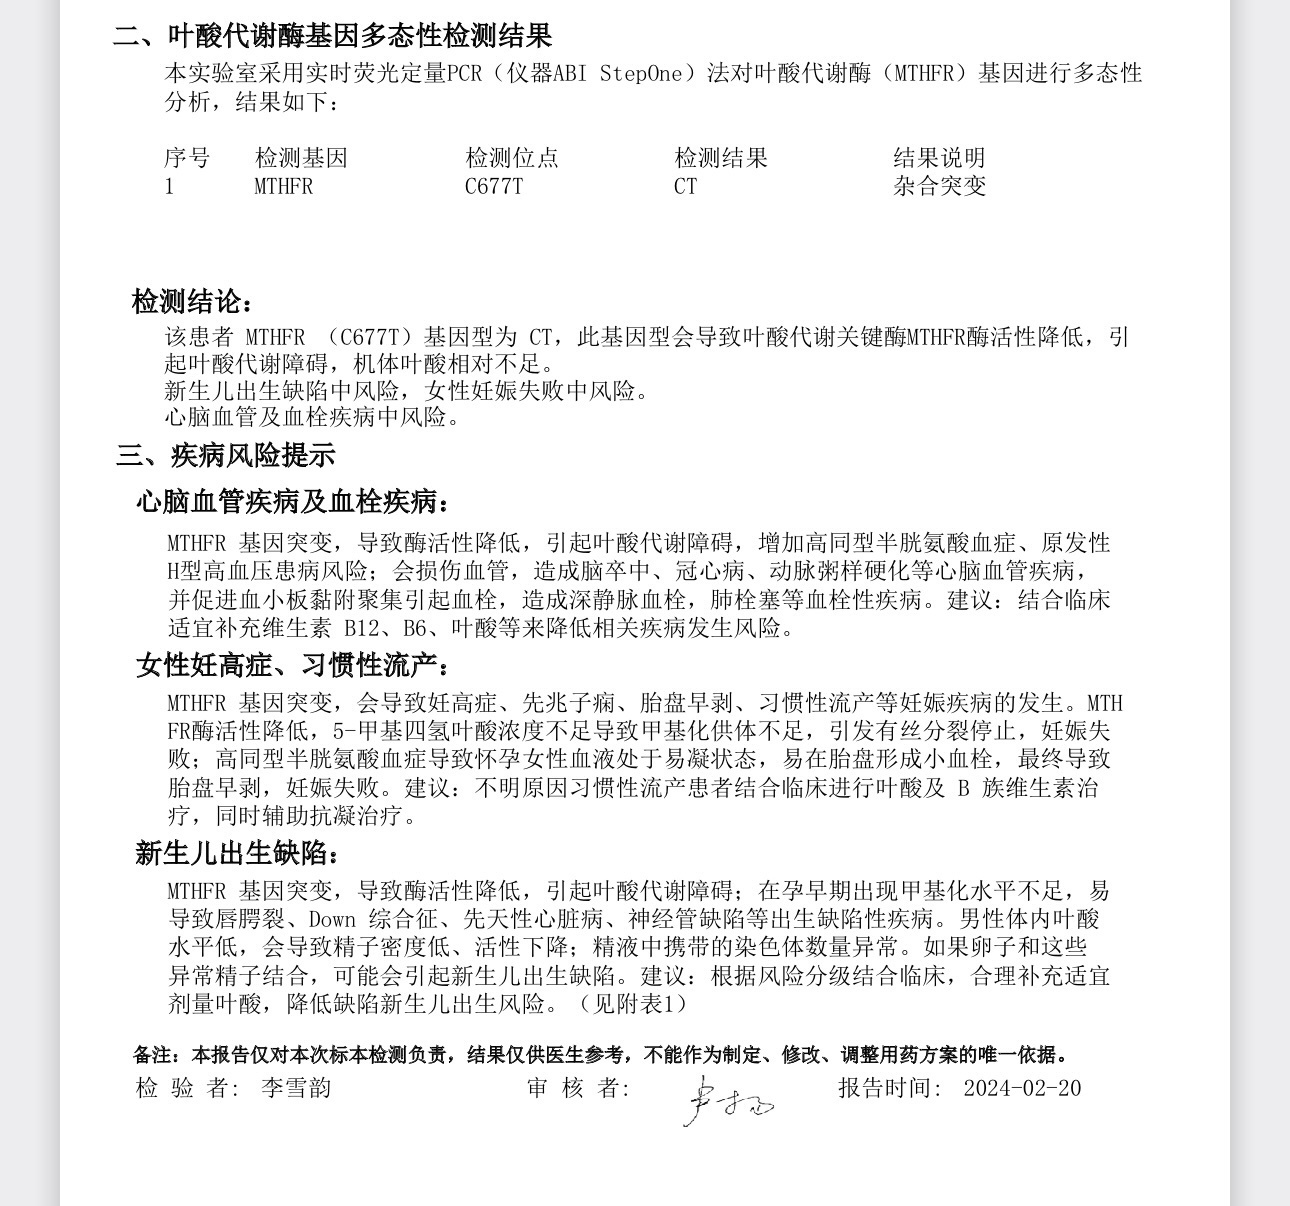 二、叶酸代谢酶基因多态性检测结果
本实验室采用实时荧光定量PCR（仪器ABI StepOne）法对叶酸代谢酶（MTHFR）基因进行多态性
分析，结果如下：
序号 检测基因 检测位点 检测结果 结果说明
1 MTHFR C677T CT 杂合突变
检测结论：
该患者 MTHFR （C677T）基因型为 CT，此基因型会导致叶酸代谢关键酶MTHFR酶活性降低，引
起叶酸代谢障碍，机体叶酸相对不足。
新生儿出生缺陷中风险，女性妊娠失败中风险。
心脑血管及血栓疾病中风险。
三、疾病风险提示
心脑血管疾病及血栓疾病：
MTHFR 基因突变，导致酶活性降低，引起叶酸代谢障碍，增加高同型半胱氨酸血症、原发性
H型高血压患病风险；会损伤血管，造成脑卒中、冠心病、动脉粥样硬化等心脑血管疾病，
并促进血小板黏附聚集引起血栓，造成深静脉血栓，肺栓塞等血栓性疾病。建议：结合临床
适宜补充维生素 B12、B6、叶酸等来降低相关疾病发生风险。
女性妊高症、习惯性流产：
MTHFR 基因突变，会导致妊高症、先兆子痫、胎盘早剥、习惯性流产等妊娠疾病的发生。MTH
FR酶活性降低，5-甲基四氢叶酸浓度不足导致甲基化供体不足，引发有丝分裂停止，妊娠失
败；高同型半胱氨酸血症导致怀孕女性血液处于易凝状态，易在胎盘形成小血栓，最终导致
胎盘早剥，妊娠失败。建议：不明原因习惯性流产患者结合临床进行叶酸及 B 族维生素治
疗，同时辅助抗凝治疗。
新生儿出生缺陷：
MTHFR 基因突变，导致酶活性降低，引起叶酸代谢障碍；在孕早期出现甲基化水平不足，易
导致唇腭裂、Down 综合征、先天性心脏病、神经管缺陷等出生缺陷性疾病。男性体内叶酸
水平低，会导致精子密度低、活性下降；精液中携带的染色体数量异常。如果卵子和这些
异常精子结合，可能会引起新生儿出生缺陷。建议：根据风险分级结合临床，合理补充适宜
剂量叶酸，降低缺陷新生儿出生风险。（见附表1）
备注：本报告仅对本次标本检测负责，结果仅供医生参考，不能作为制定、修改、调整用药方案的唯一依据。
检 验 者： 李雪韵 审 核 者： 报告时间： 2024-02-20